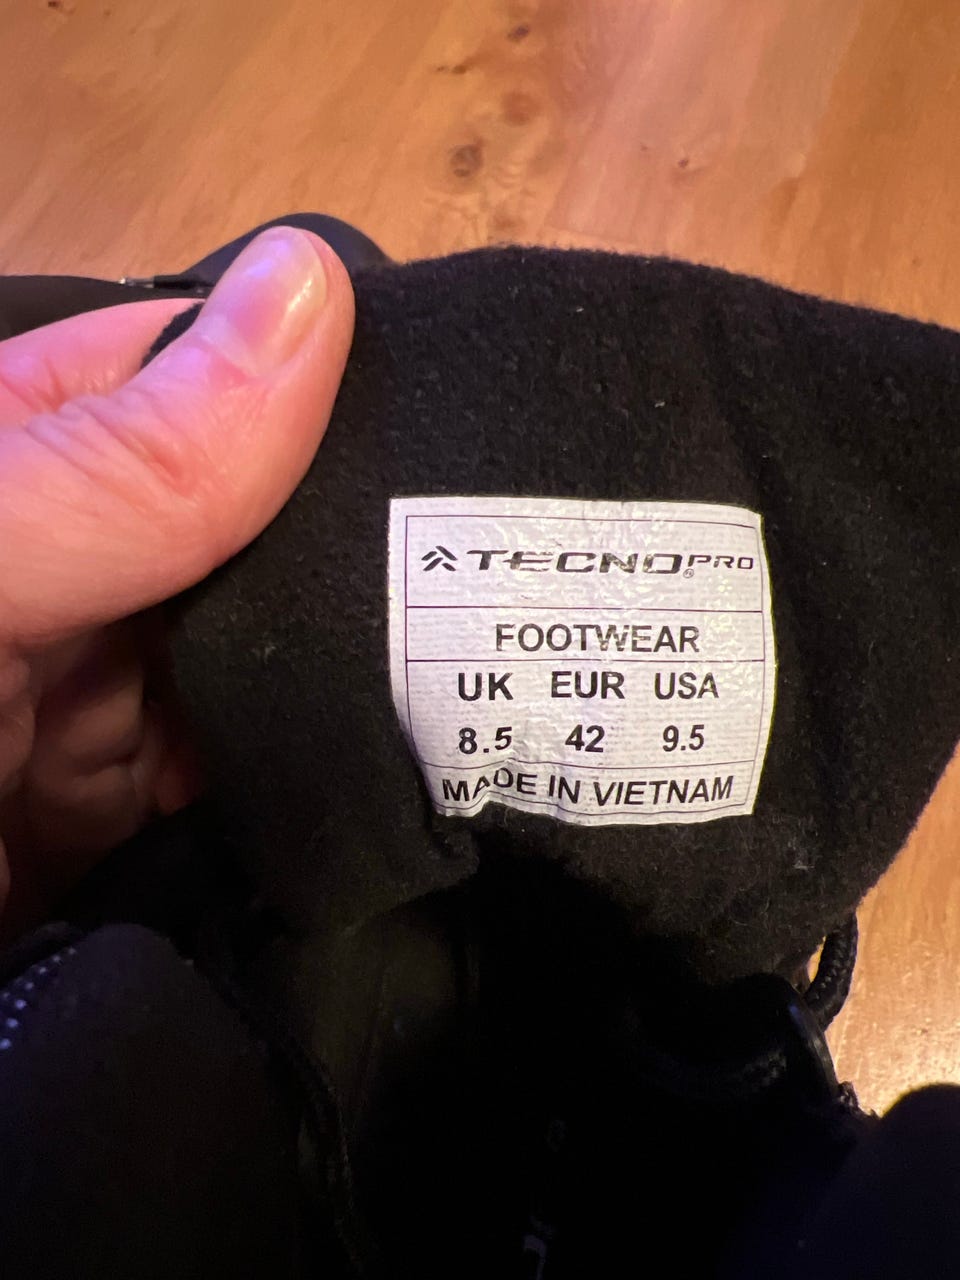 TECNOPRO®
FOOTWEAR
UK EUR USA
8.5 42 9.5
MADE IN VIETNAM